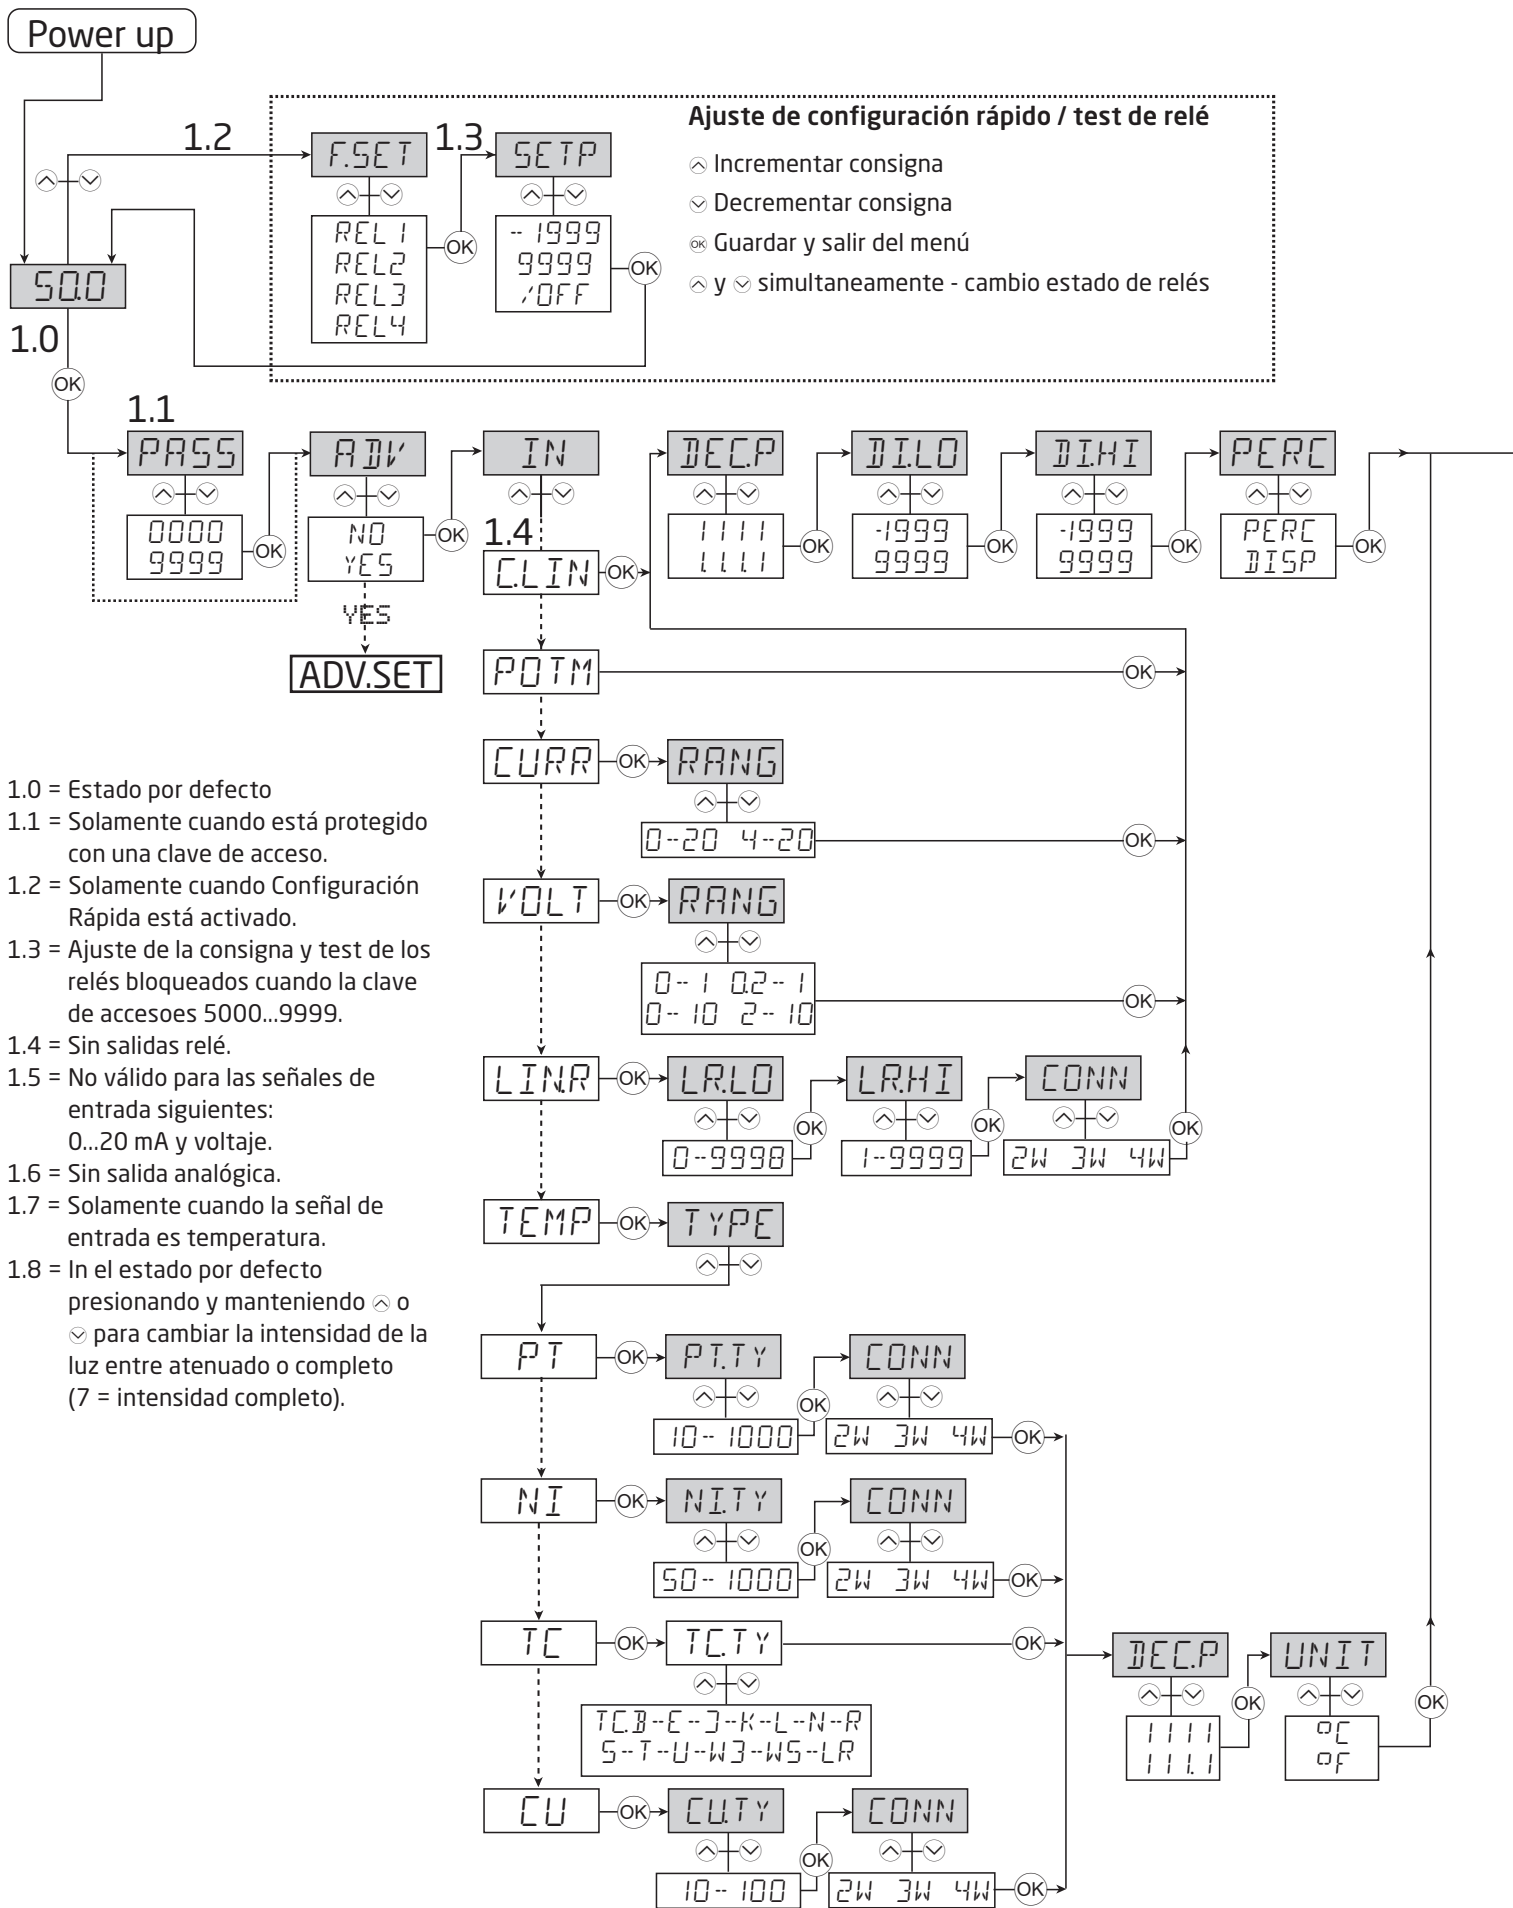 Power up
1.2
F.SET
REL1
REL2
REL3
REL4
OK
1.3
SETP
-1999
9999
/OFF
OK
Ajuste de configuración rápido / test de relé
Incrementar consigna
Decrementar consigna
OK Guardar y salir del menú
y simultaneamente - cambio estado de relés
50.0
1.0
OK
1.1
PASS
0000
9999
OK
ADV
NO
YES
OK
YES
ADV.SET
IN
1.4
C.LIN
OK
DEC.P
1111
1.1.1.1
OK
DI.LO
-1999
9999
OK
DI.HI
-1999
9999
OK
PERC
PERC
DISP
OK
POTM
OK
CURR
OK
RANG
0-20 4-20
OK
VOLT
OK
RANG
0-1 0.2-1
0-10 2-10
OK
LIN.R
OK
LR.LO
0-9998
OK
LR.HI
1-9999
OK
CONN
2W 3W 4W
OK
TEMP
OK
TYPE
1.0 = Estado por defecto
1.1 = Solamente cuando está protegido
con una clave de acceso.
1.2 = Solamente cuando Configuración
Rápida está activado.
1.3 = Ajuste de la consigna y test de los
relés bloqueados cuando la clave
de accesoes 5000...9999.
1.4 = Sin salidas relé.
1.5 = No válido para las señales de
entrada siguientes:
0...20 mA y voltaje.
1.6 = Sin salida analógica.
1.7 = Solamente cuando la señal de
entrada es temperatura.
1.8 = In el estado por defecto
presionando y manteniendo o
para cambiar la intensidad de la
luz entre atenuado o completo
(7 = intensidad completo).
PT
OK
PT.TY
10-1000
OK
CONN
2W 3W 4W
OK
NI
OK
NI.TY
50-1000
OK
CONN
2W 3W 4W
OK
TC
OK
TC.TY
OK
TC.B-E-J-K-L-N-R
S-T-U-W3-W5-LR
CU
OK
CU.TY
10-100
OK
CONN
2W 3W 4W
OK
DEC.P
1111
111.1
OK
UNIT
°C
°F
OK